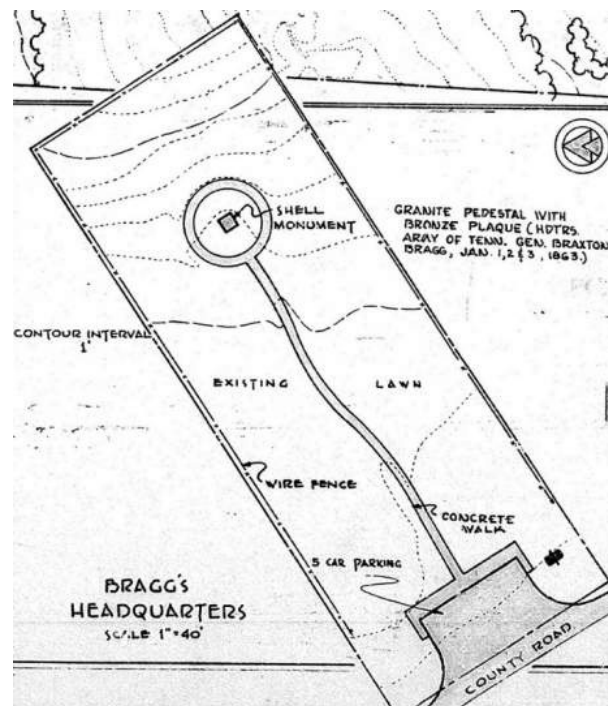 SHELL
MONUMENT
GRANITE PEDESTAL WITH
BRONZE PLAQUE (HDTRS.
ARMY OF TENN. GEN. BRAXTON
BRAGG, JAN. 1, 2 & 3, 1863.)
CONTOUR INTERVAL
1'
EXISTING LAWN
WIRE FENCE
CONCRETE
WALK
5 CAR PARKING
BRAGG'S
HEADQUARTERS
SCALE 1"=40'
COUNTY ROAD